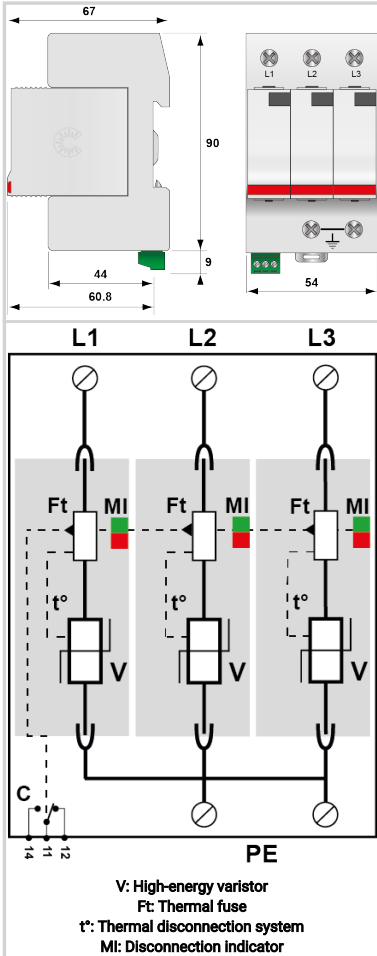 67
90
9
44
60.8
L1 L2 L3
54
L1 L2 L3
Ft MI Ft MI Ft MI
t° t° t°
V V V
C
14 11 12
PE
V: High-energy varistor
Ft: Thermal fuse
t°: Thermal disconnection system
MI: Disconnection indicator